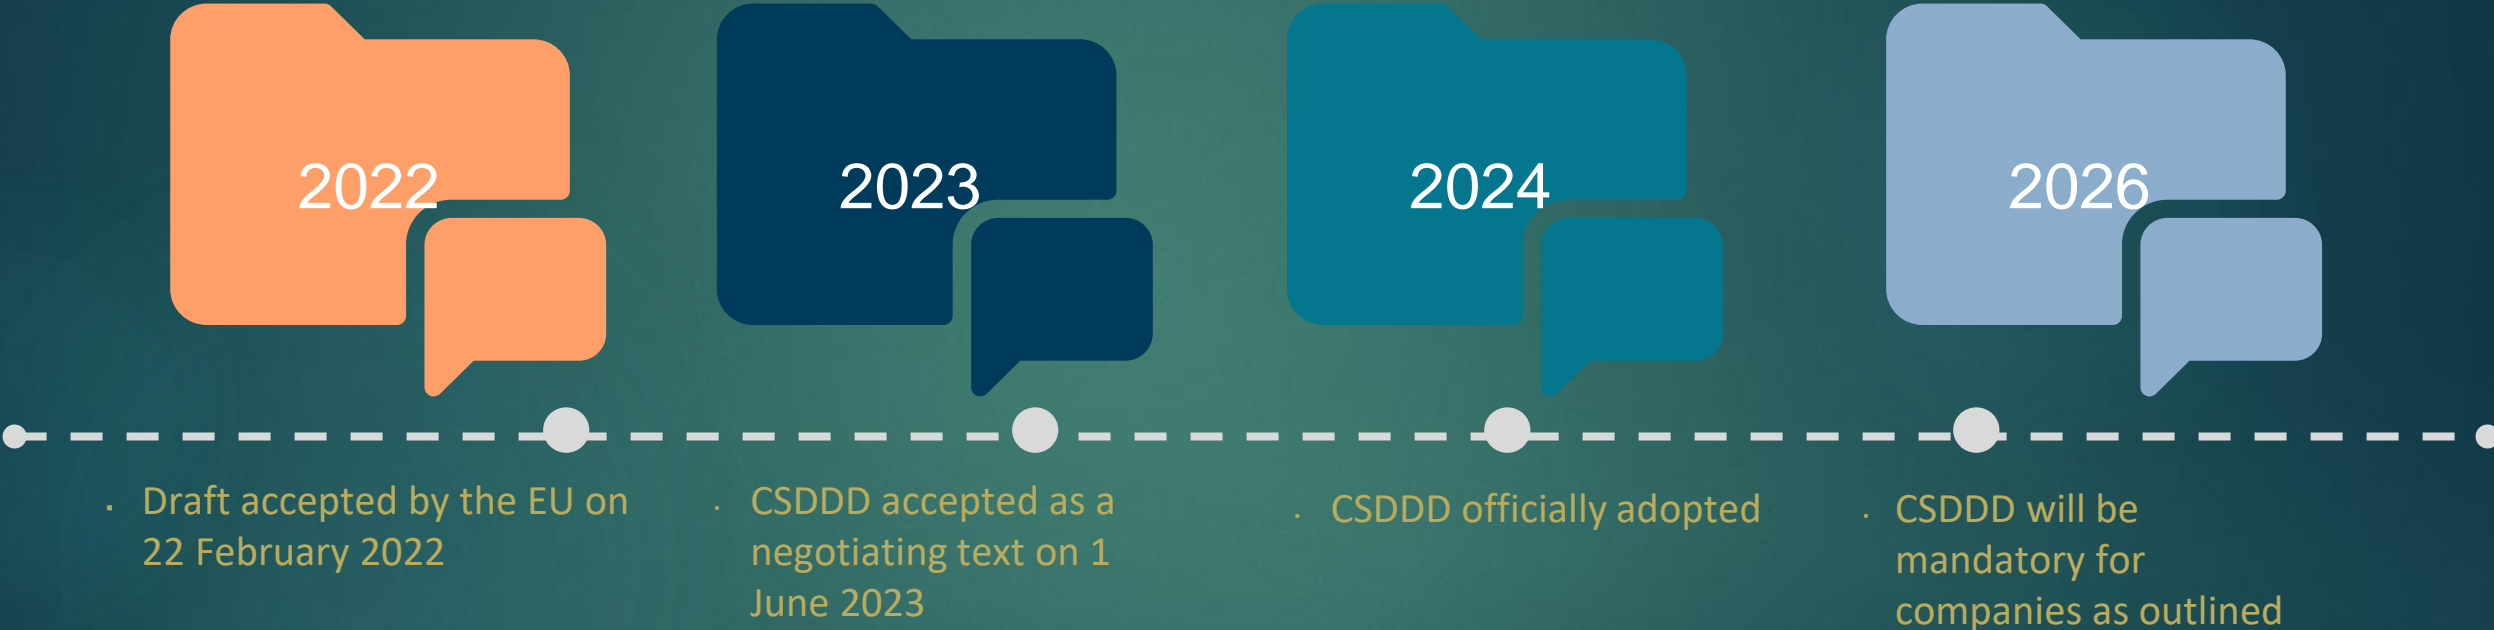 2022
2023
2024
2026
· Draft accepted by the EU on
22 February 2022
· CSDDD accepted as a
negotiating text on 1
June 2023
· CSDDD officially adopted
· CSDDD will be
mandatory for
companies as outlined